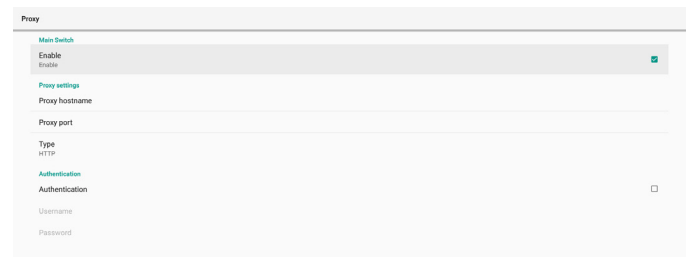 Proxy
Main Switch
Enable
Enable
Proxy settings
Proxy hostname
Proxy port
Type
HTTP
Authentication
Authentication
Username
Password